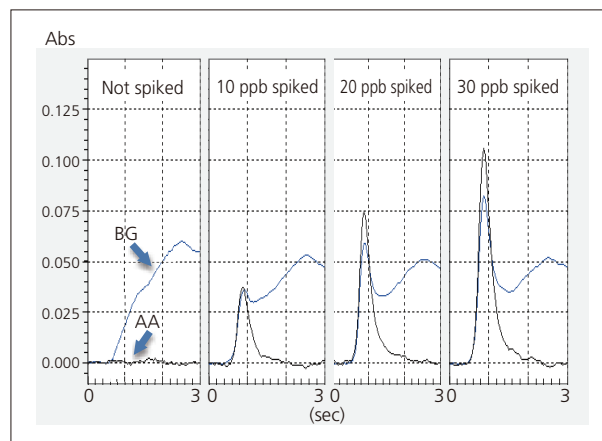 Abs
Not spiked 10 ppb spiked 20 ppb spiked 30 ppb spiked
0.125
0.100
0.075
BG
0.050
0.025
AA
0.000
0 3 0 3 0 3 0 3
(sec)